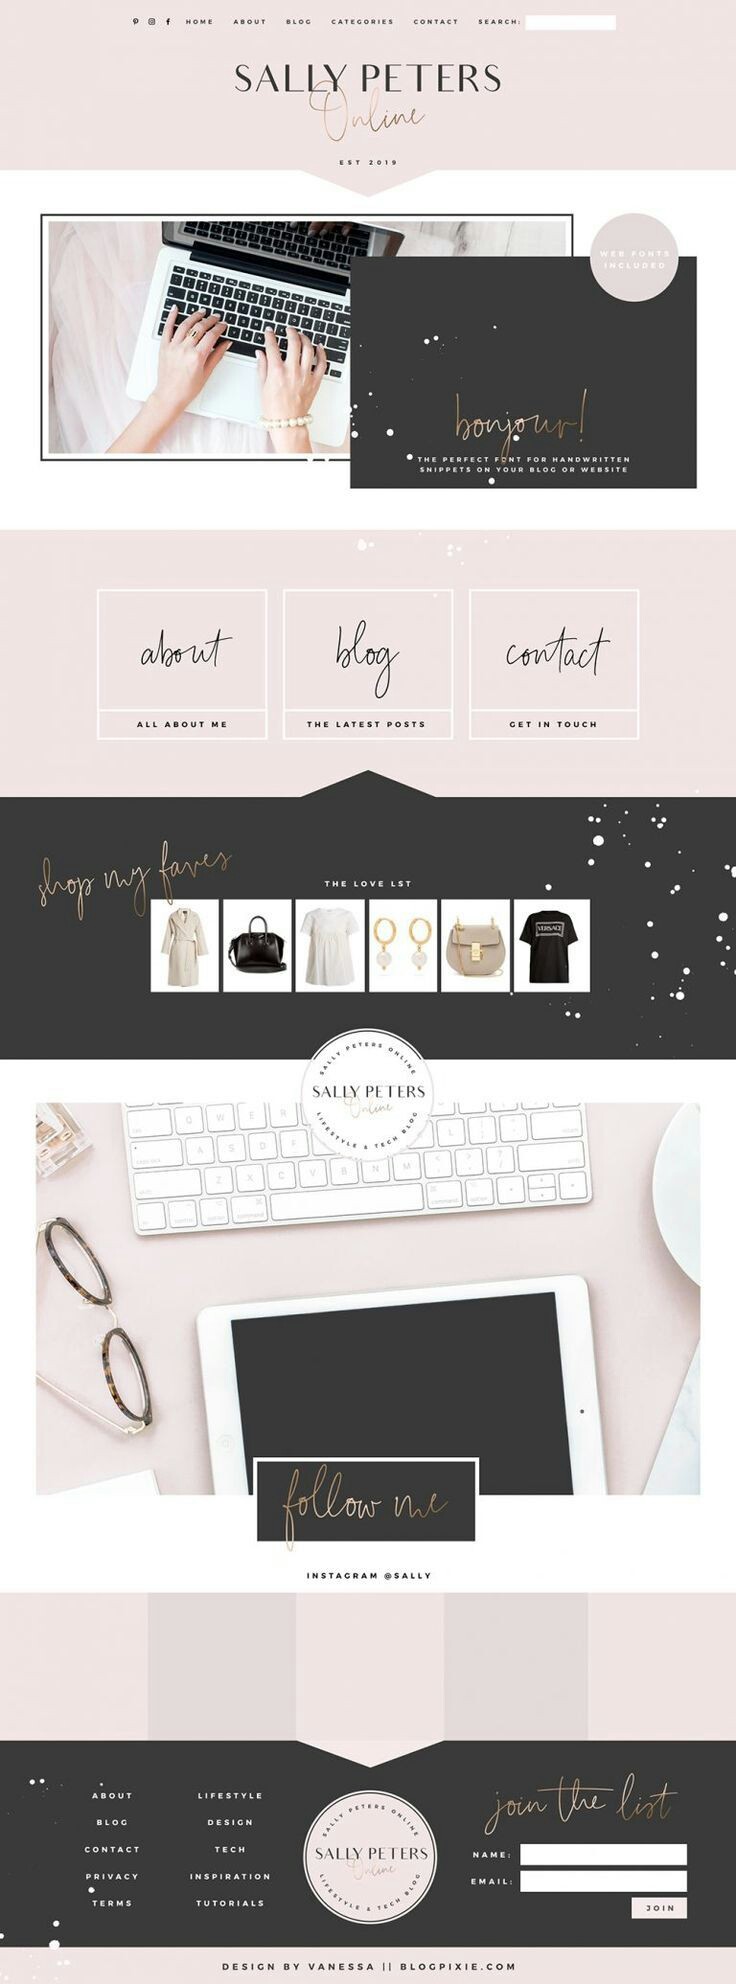 HOME ABOUT BLOG CATEGORIES CONTACT SEARCH:
SALLY PETERS
Online
EST 2019
WEB FONTS
INCLUDED
bonjour!
THE PERFECT FONT FOR HANDWRITTEN
SNIPPETS ON YOUR BLOG OR WEBSITE
about
ALL ABOUT ME
blog
THE LATEST POSTS
contact
GET IN TOUCH
shop my faves
THE LOVE LST
VERSACE
SALLY PETERS ONLINE
SALLY PETERS
Online
LIFESTYLE & TECH BLOG
follow me
INSTAGRAM @SALLY
ABOUT
BLOG
CONTACT
PRIVACY
TERMS
LIFESTYLE
DESIGN
TECH
INSPIRATION
TUTORIALS
SALLY PETERS ONLINE
SALLY PETERS
Online
LIFESTYLE & TECH BLOG
join the list
NAME:
EMAIL:
JOIN
DESIGN BY VANESSA || BLOGPIXIE.COM